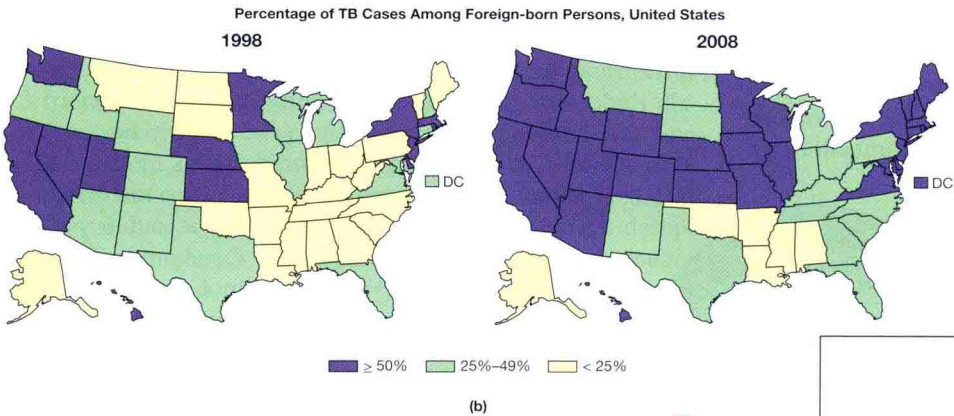 Percentage of TB Cases Among Foreign-born Persons, United States
1998
2008
DC
DC
≥ 50%
25%–49%
< 25%
(b)